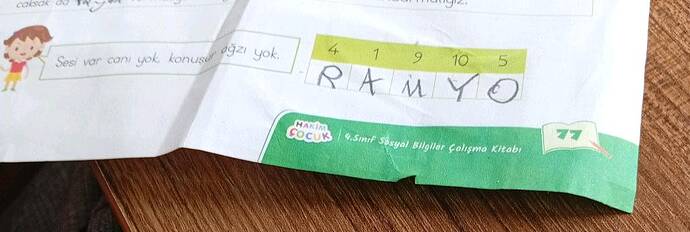 Sesi var canı yok, konuşur ağzı yok.
4 1 9 10 5
R A M Y O
HAKİM
ÇOCUK
4.Sınıf Sosyal Bilgiler Çalışma Kitabı
77